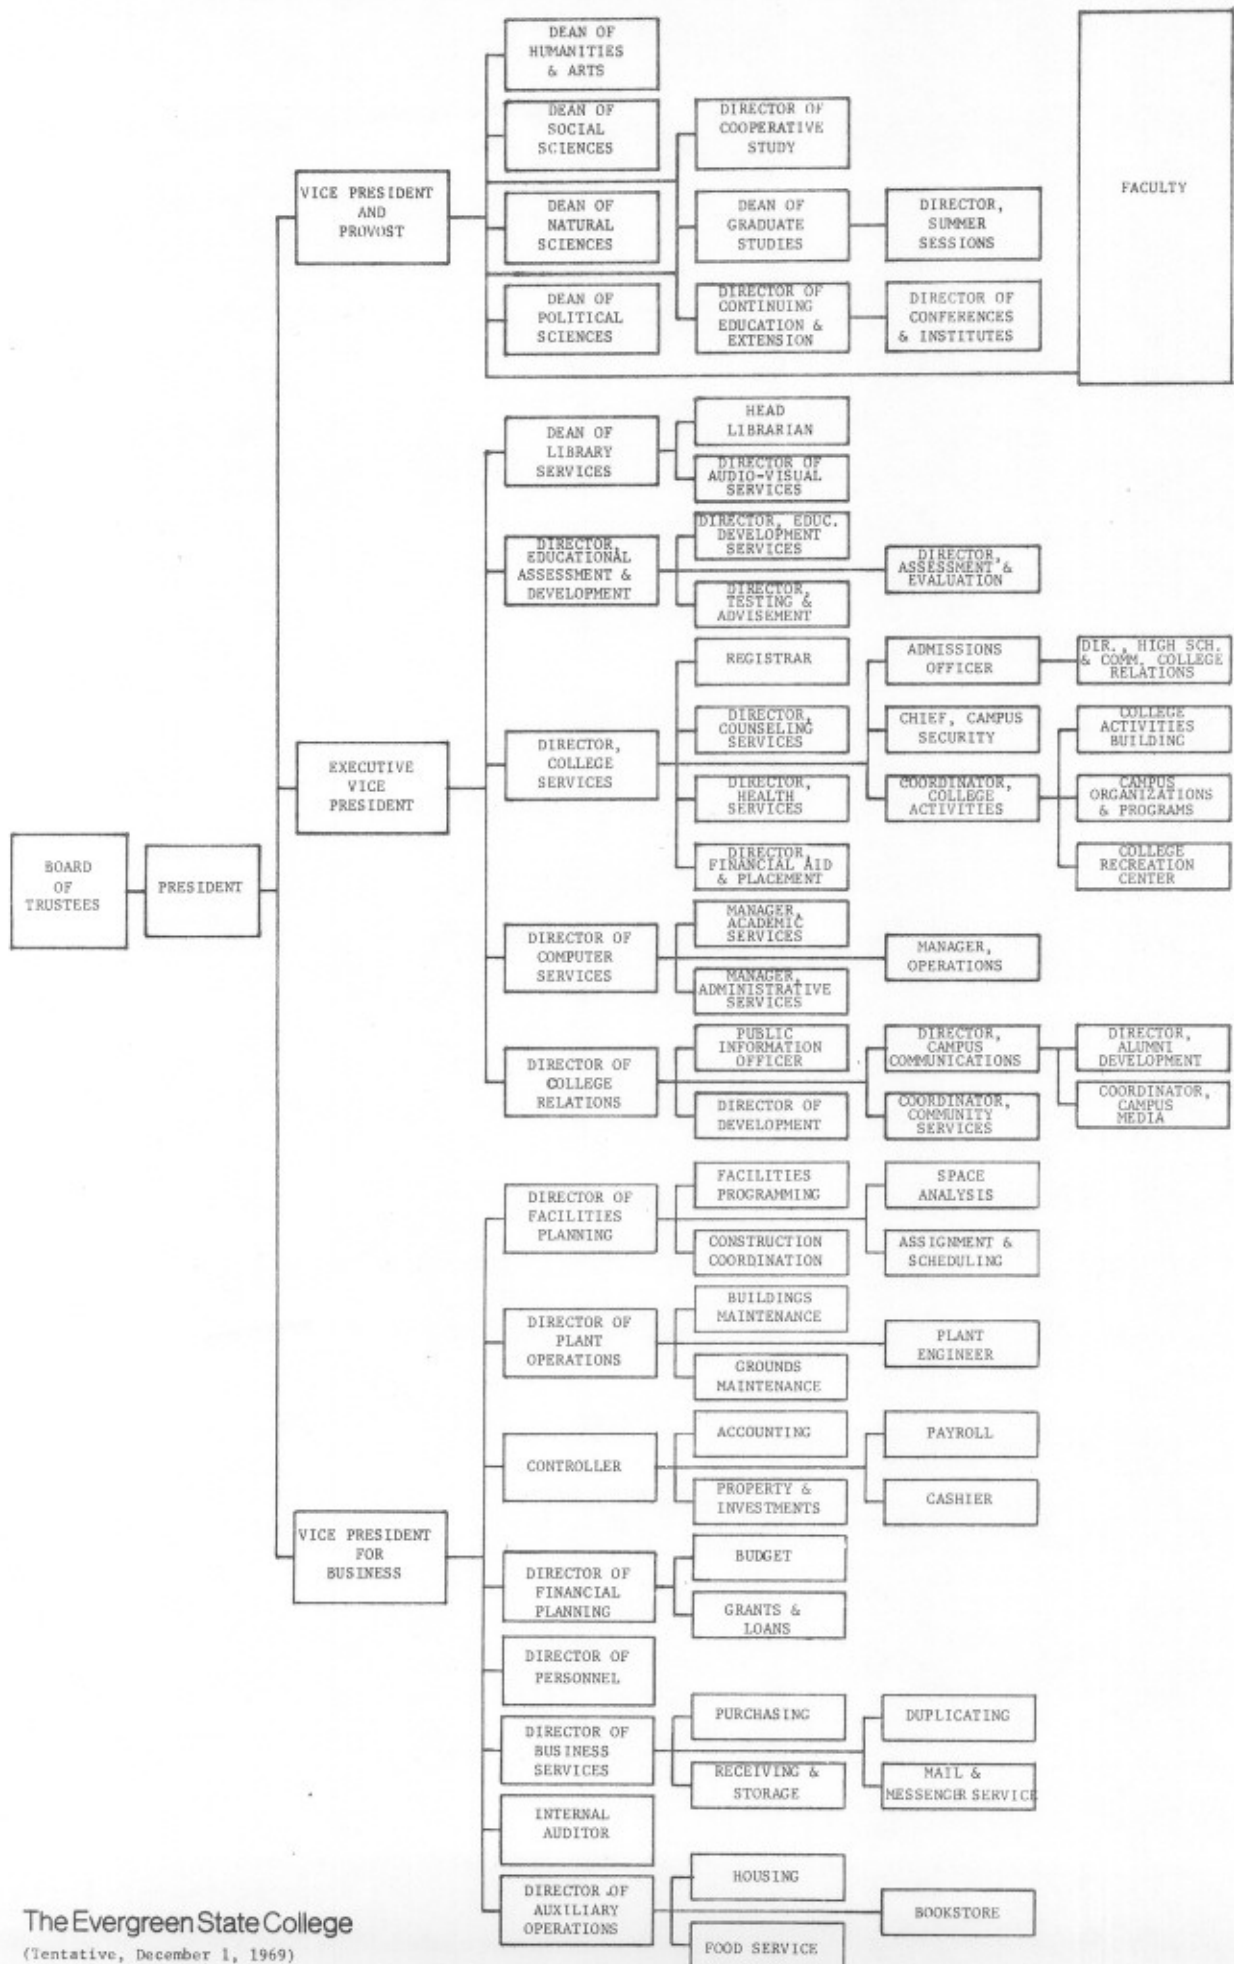 DEAN OF
HUMANITIES
& ARTS
DEAN OF
SOCIAL
SCIENCES
DIRECTOR OF
COOPERATIVE
STUDY
FACULTY
VICE PRESIDENT
AND
PROVOST
DEAN OF
NATURAL
SCIENCES
DEAN OF
GRADUATE
STUDIES
DIRECTOR,
SUMMER
SESSIONS
DEAN OF
POLITICAL
SCIENCES
DIRECTOR OF
CONTINUING
EDUCATION &
EXTENSION
DIRECTOR OF
CONFERENCES
& INSTITUTES
DEAN OF
LIBRARY
SERVICES
HEAD
LIBRARIAN
DIRECTOR OF
AUDIO-VISUAL
SERVICES
DIRECTOR,
EDUCATIONAL
ASSESSMENT &
DEVELOPMENT
DIRECTOR, EDUC.
DEVELOPMENT
SERVICES
DIRECTOR,
ASSESSMENT &
EVALUATION
DIRECTOR,
TESTING &
ADVISEMENT
REGISTRAR
ADMISSIONS
OFFICER
DIR., HIGH SCH.
& COMM. COLLEGE
RELATIONS
DIRECTOR,
COUNSELING
SERVICES
CHIEF, CAMPUS
SECURITY
COLLEGE
ACTIVITIES
BUILDING
EXECUTIVE
VICE
PRESIDENT
DIRECTOR,
COLLEGE
SERVICES
DIRECTOR,
HEALTH
SERVICES
COORDINATOR,
COLLEGE
ACTIVITIES
CAMPUS
ORGANIZATIONS
& PROGRAMS
DIRECTOR,
FINANCIAL AID
& PLACEMENT
COLLEGE
RECREATION
CENTER
BOARD
OF
TRUSTEES
PRESIDENT
DIRECTOR OF
COMPUTER
SERVICES
MANAGER,
ACADEMIC
SERVICES
MANAGER,
OPERATIONS
MANAGER,
ADMINISTRATIVE
SERVICES
DIRECTOR OF
COLLEGE
RELATIONS
PUBLIC
INFORMATION
OFFICER
DIRECTOR,
CAMPUS
COMMUNICATIONS
DIRECTOR,
ALUMNI
DEVELOPMENT
DIRECTOR OF
DEVELOPMENT
COORDINATOR,
COMMUNITY
SERVICES
COORDINATOR,
CAMPUS
MEDIA
DIRECTOR OF
FACILITIES
PLANNING
FACILITIES
PROGRAMMING
SPACE
ANALYSIS
CONSTRUCTION
COORDINATION
ASSIGNMENT &
SCHEDULING
DIRECTOR OF
PLANT
OPERATIONS
BUILDINGS
MAINTENANCE
PLANT
ENGINEER
GROUNDS
MAINTENANCE
CONTROLLER
ACCOUNTING
PAYROLL
PROPERTY &
INVESTMENTS
CASHIER
VICE PRESIDENT
FOR
BUSINESS
DIRECTOR OF
FINANCIAL
PLANNING
BUDGET
GRANTS &
LOANS
DIRECTOR OF
PERSONNEL
DIRECTOR OF
BUSINESS
SERVICES
PURCHASING
DUPLICATING
RECEIVING &
STORAGE
MAIL &
MESSENGER SERVICE
INTERNAL
AUDITOR
DIRECTOR OF
AUXILIARY
OPERATIONS
HOUSING
BOOKSTORE
FOOD SERVICE
The Evergreen State College
(Tentative, December 1, 1969)